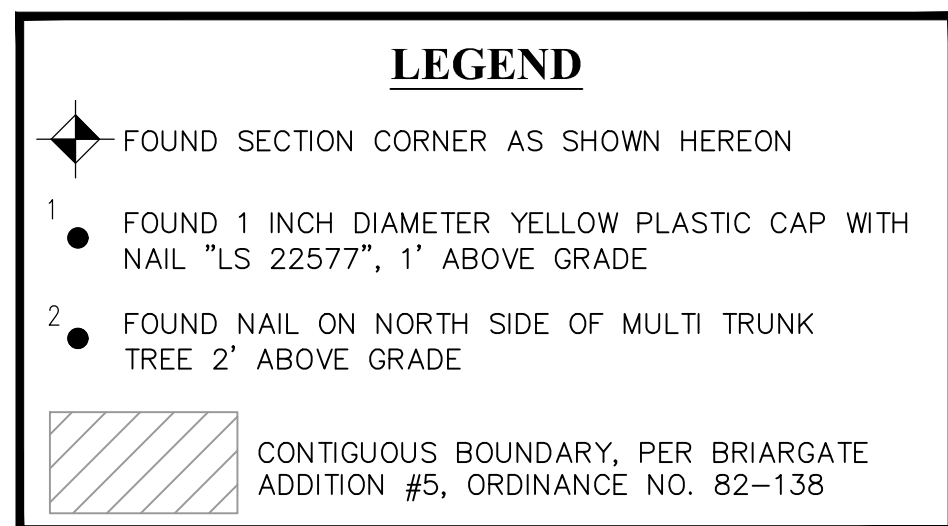 LEGEND
FOUND SECTION CORNER AS SHOWN HEREON
1
FOUND 1 INCH DIAMETER YELLOW PLASTIC CAP WITH
NAIL "LS 22577", 1' ABOVE GRADE
2
FOUND NAIL ON NORTH SIDE OF MULTI TRUNK
TREE 2' ABOVE GRADE
CONTIGUOUS BOUNDARY, PER BRIARGATE
ADDITION #5, ORDINANCE NO. 82-138